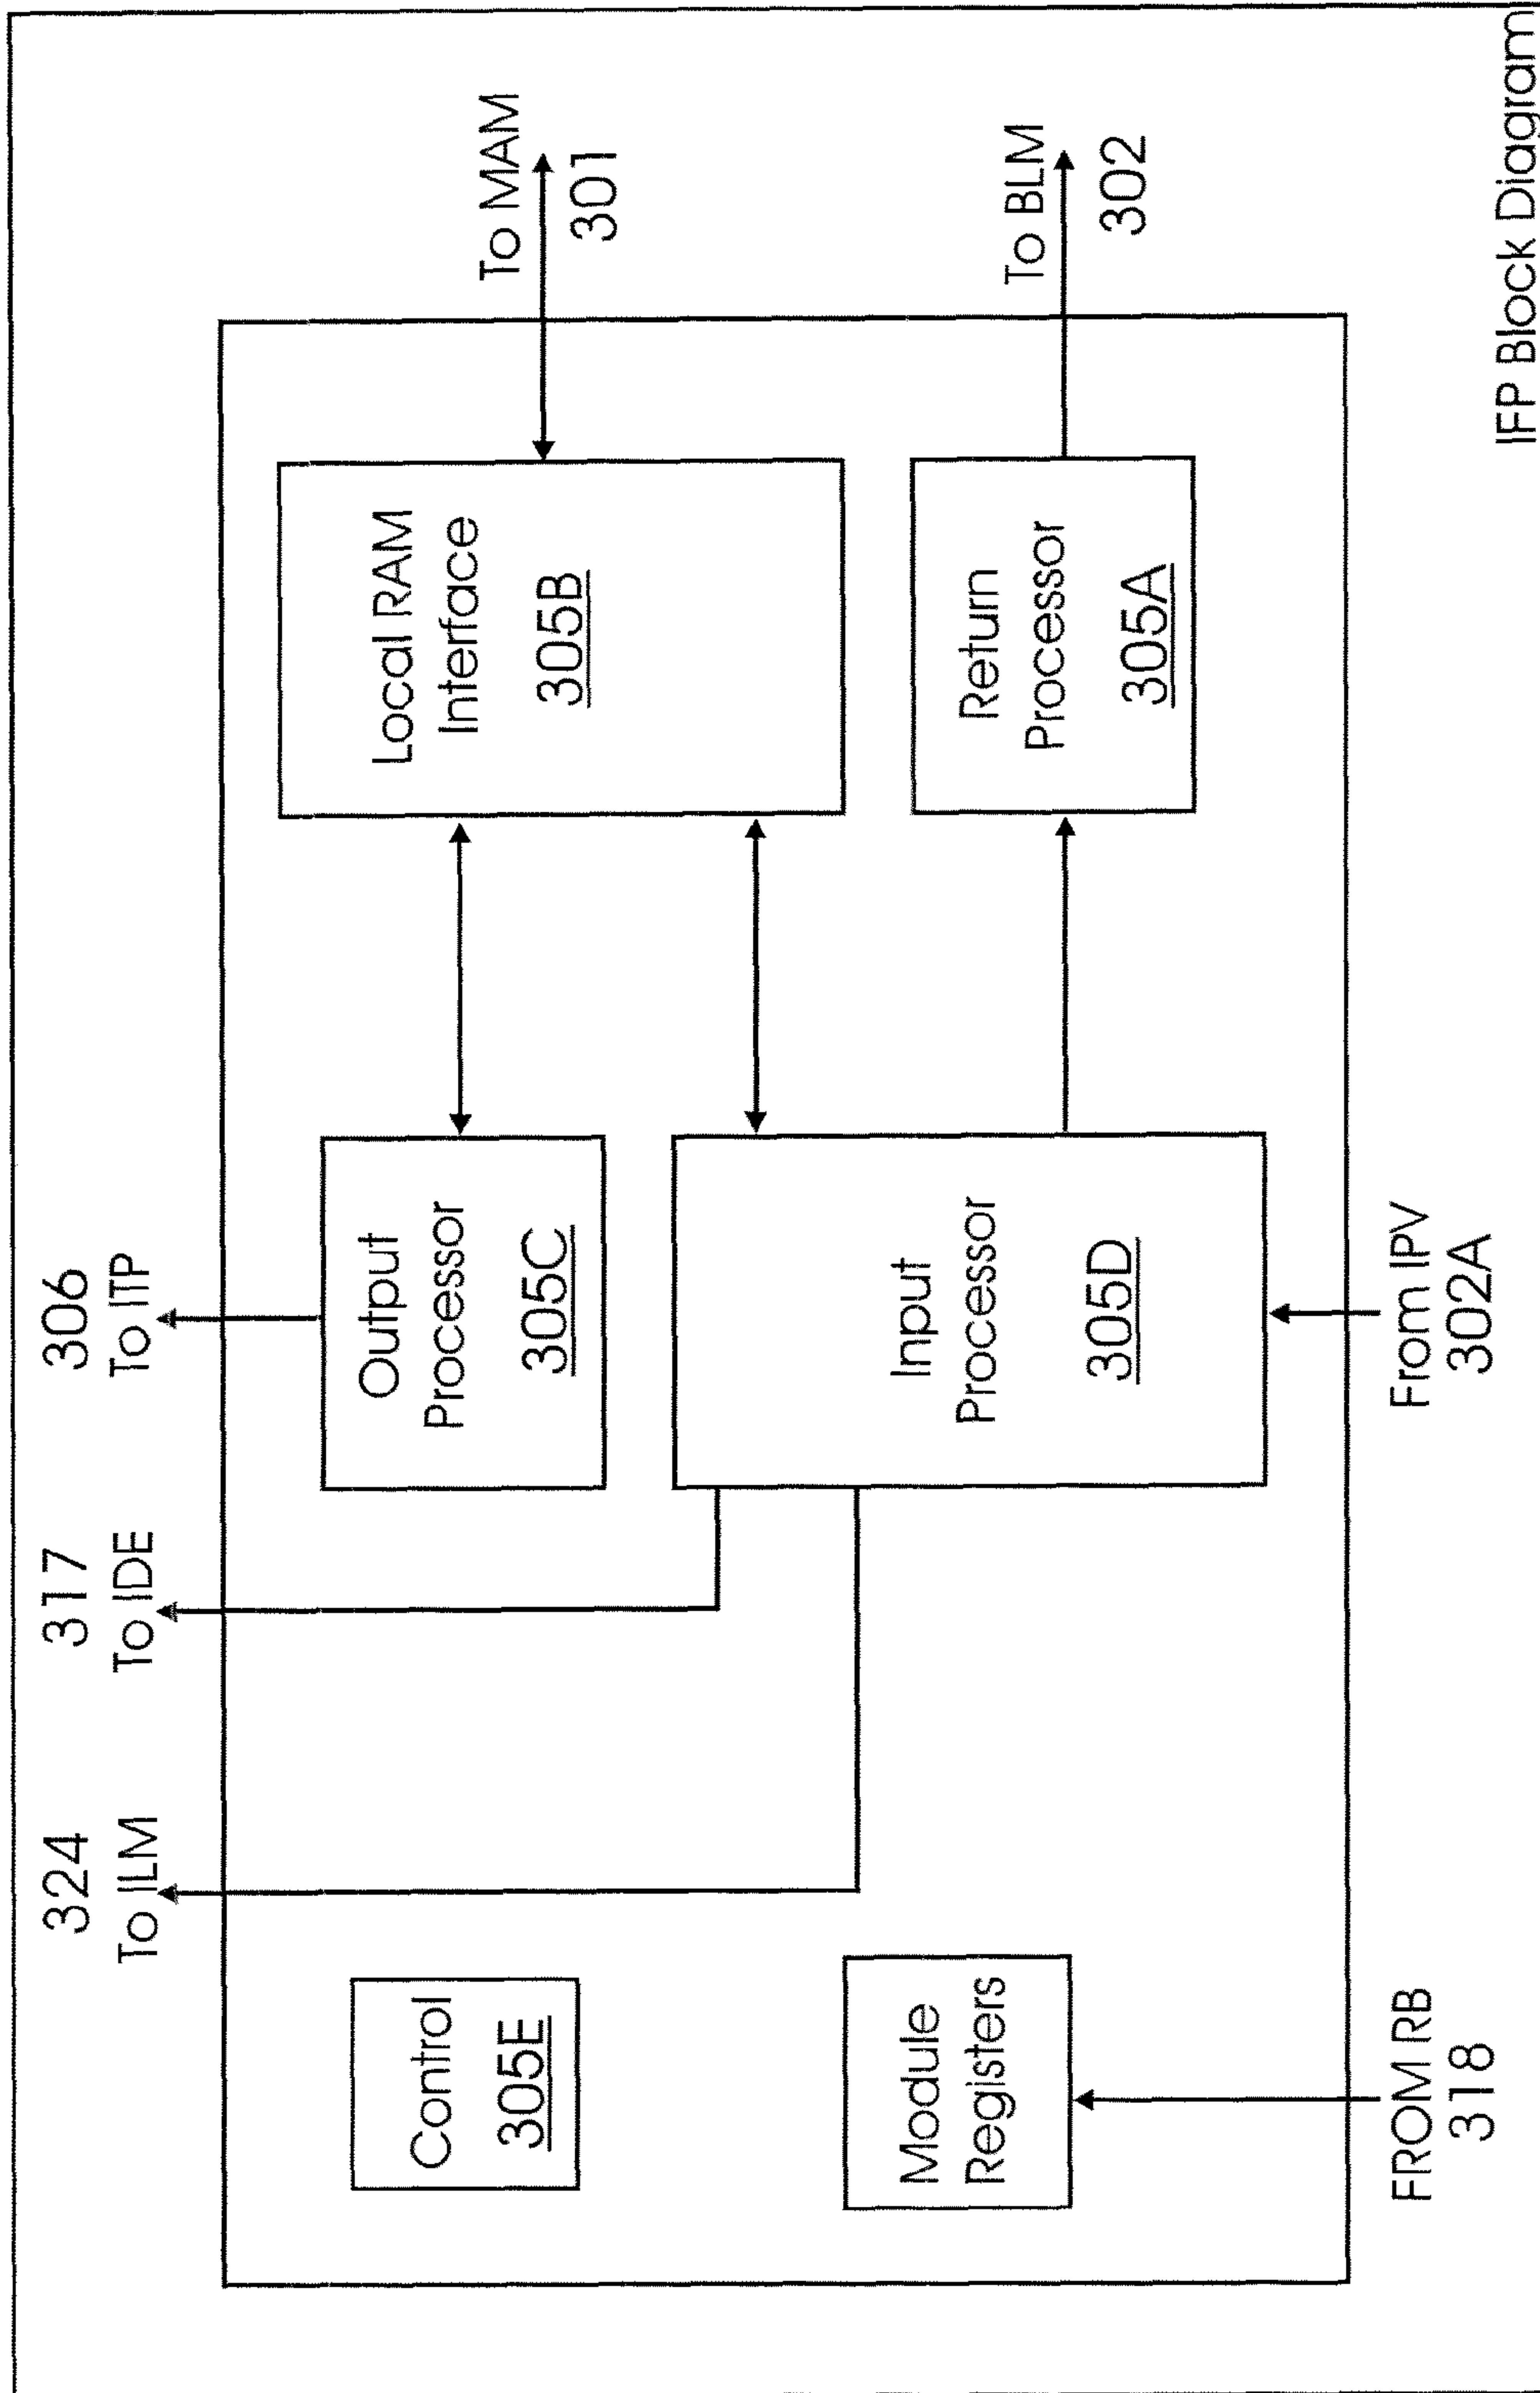 324
To ILM
317
To IDE
306
To ITP
Control
305E
Output
Processor
305C
Local RAM
Interface
305B
To MAM
301
Module
Registers
Input
Processor
305D
Return
Processor
305A
To BLM
302
FROM RB
318
From IPV
302A
IFP Block Diagram